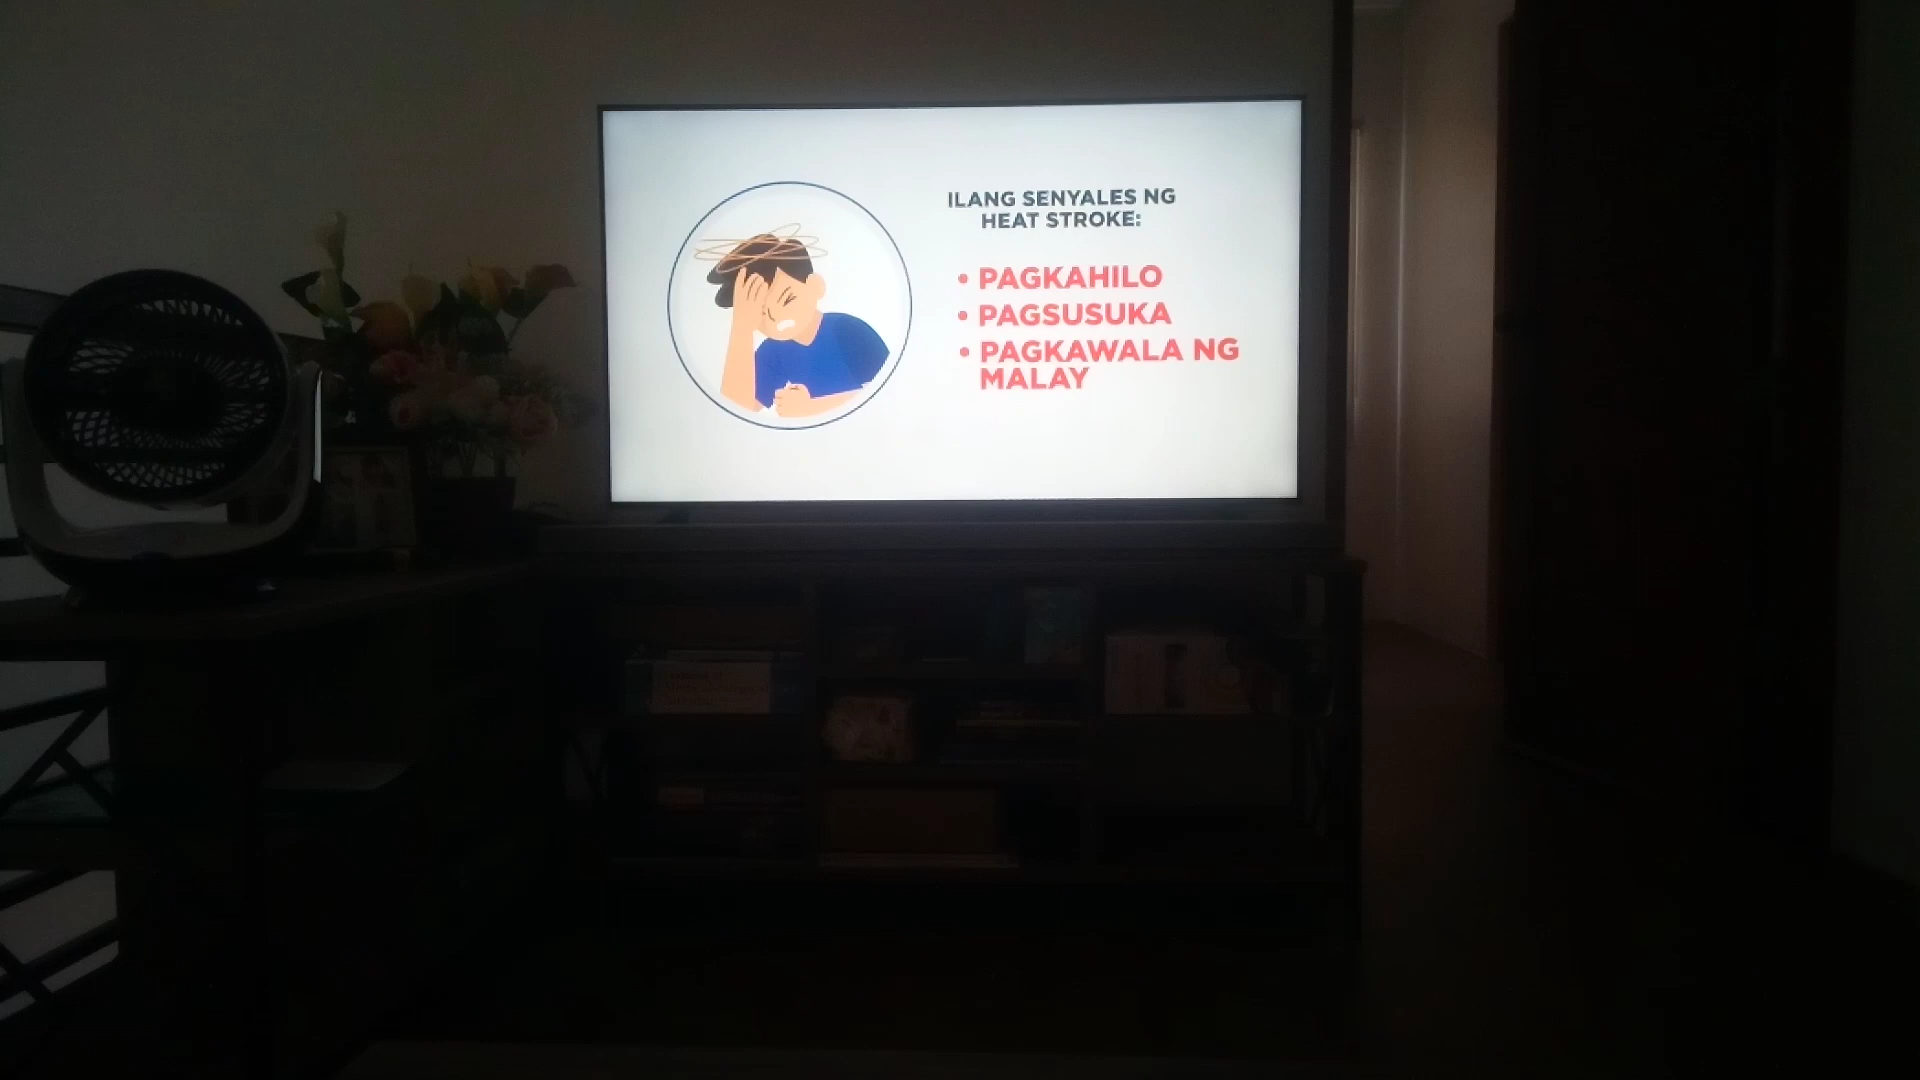 ILANG SENYALES NG
HEAT STROKE:
• PAGKAHILO
• PAGSUSUKA
• PAGKAWALA NG
MALAY